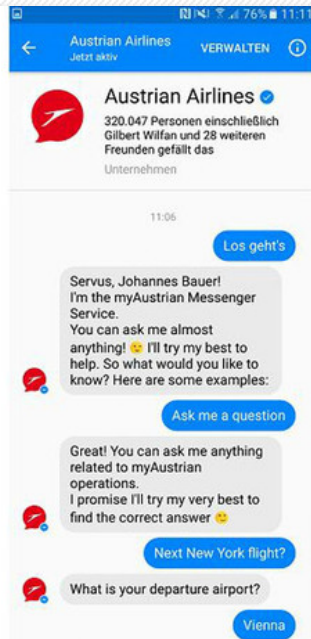 76% 11:11
Austrian Airlines
Jetzt aktiv
VERWALTEN
Austrian Airlines
320.047 Personen einschließlich
Gilbert Wilfan und 28 weiteren
Freunden gefällt das
Unternehmen
11:06
Los geht's
Servus, Johannes Bauer!
I'm the myAustrian Messenger
Service.
You can ask me almost
anything! 😉 I'll try my best to
help. So what would you like to
know? Here are some examples:
Ask me a question
Great! You can ask me anything
related to myAustrian
operations.
I promise I'll try my very best to
find the correct answer 🙂
Next New York flight?
What is your departure airport?
Vienna